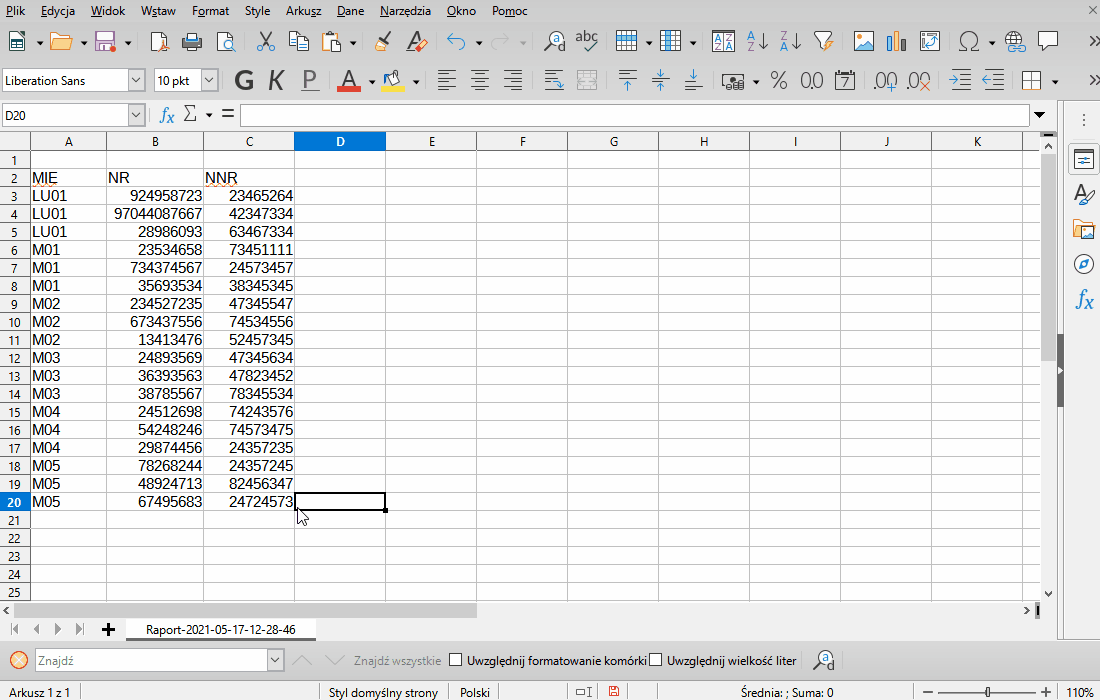 Plik Edycja Widok Wstaw Format Style Arkusz Dane Narzędzia Okno Pomoc
Liberation Sans 10 pkt G K P A % 0.0 7 .00 .00
D20 fx Σ =
A B C D E F G H I J K
1
2 MIE NR NNR
3 LU01 924958723 23465264
4 LU01 97044087667 42347334
5 LU01 28986093 63467334
6 M01 23534658 73451111
7 M01 734374567 24573457
8 M01 35693534 38345345
9 M02 234527235 47345547
10 M02 673437556 74534556
11 M02 13413476 52457345
12 M03 24893569 47345634
13 M03 36393563 47823452
14 M03 38785567 78345534
15 M04 24512698 74243576
16 M04 54248246 74573475
17 M04 29874456 24357235
18 M05 78268244 24357245
19 M05 48924713 82456347
20 M05 67495683 24724573
21
22
23
24
25
Raport-2021-05-17-12-28-46
Znajdź Znajdź wszystkie Uwzględnij formatowanie komórki Uwzględnij wielkość liter
Arkusz 1 z 1 Styl domyślny strony Polski Średnia: ; Suma: 0 110%